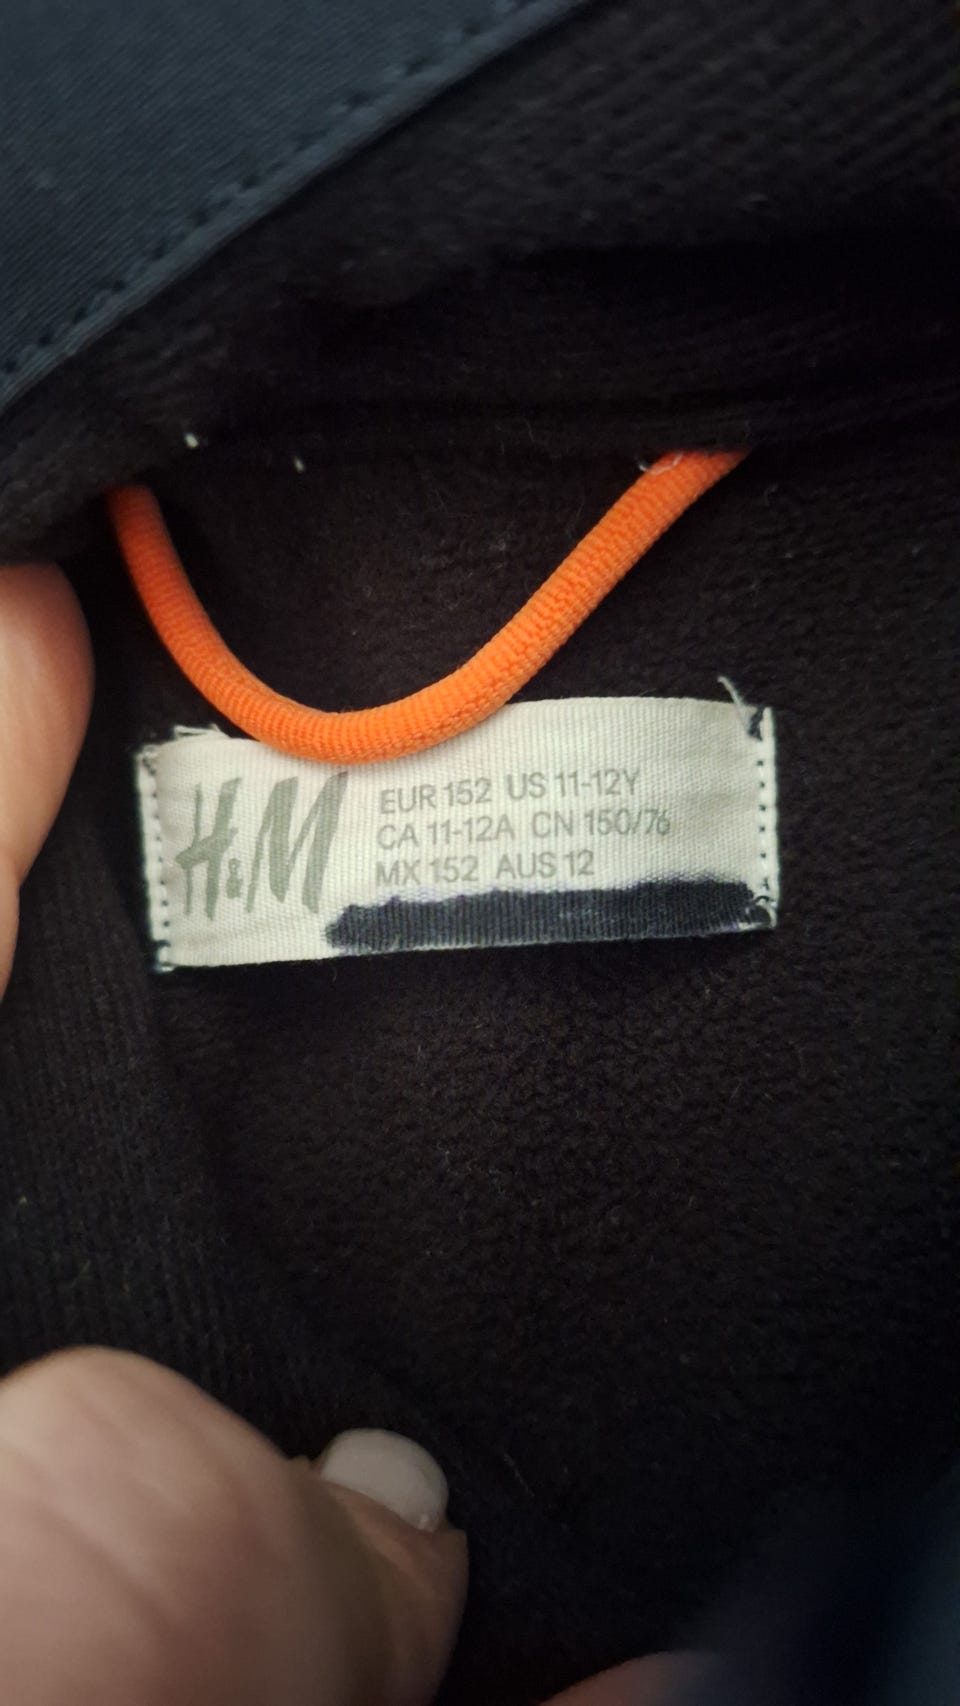 H&M
EUR 152 US 11-12Y
CA 11-12A CN 150/76
MX 152 AUS 12